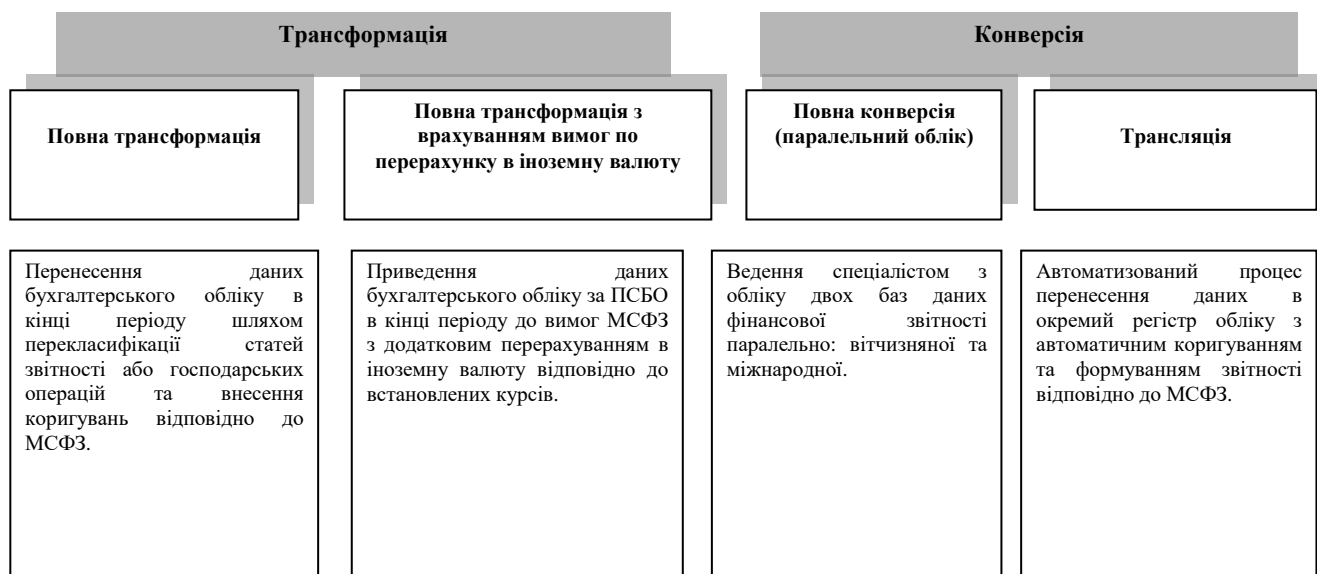 Трансформація
Конверсія
Повна трансформація
Повна трансформація з
врахуванням вимог по
перерахунку в іноземну валюту
Повна конверсія
(паралельний облік)
Трансляція
Перенесення даних
бухгалтерського обліку в
кінці періоду шляхом
перекласифікації статей
звітності або господарських
операцій та внесення
коригувань відповідно до
МСФЗ.
Приведення даних
бухгалтерського обліку за ПСБО
в кінці періоду до вимог МСФЗ
з додатковим перерахуванням в
іноземну валюту відповідно до
встановлених курсів.
Ведення спеціалістом з
обліку двох баз даних
фінансової звітності
паралельно: вітчизняної та
міжнародної.
Автоматизований процес
перенесення даних в
окремий регістр обліку з
автоматичним коригуванням
та формуванням звітності
відповідно до МСФЗ.